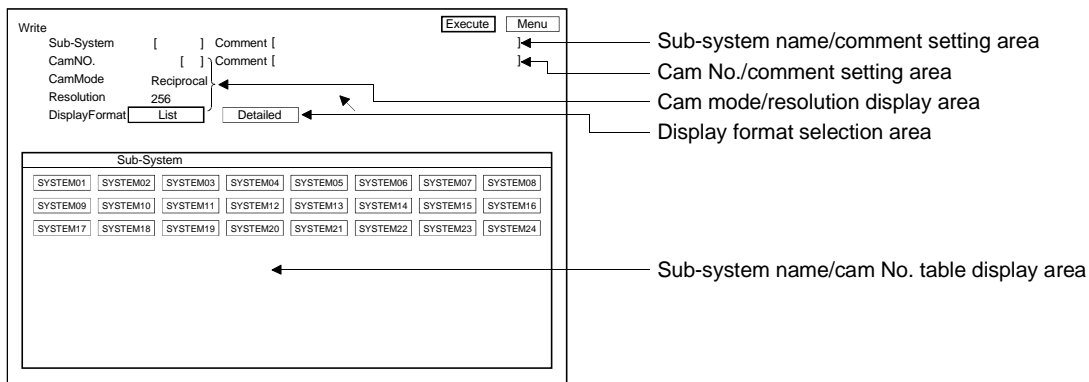 Write Execute Menu
Sub-System [ ] Comment [ ] Sub-system name/comment setting area
CamNO. [ ] Comment [ ] Cam No./comment setting area
CamMode Reciprocal Cam mode/resolution display area
Resolution 256
DisplayFormat List Detailed Display format selection area
Sub-System
SYSTEM01 SYSTEM02 SYSTEM03 SYSTEM04 SYSTEM05 SYSTEM06 SYSTEM07 SYSTEM08
SYSTEM09 SYSTEM10 SYSTEM11 SYSTEM12 SYSTEM13 SYSTEM14 SYSTEM15 SYSTEM16
SYSTEM17 SYSTEM18 SYSTEM19 SYSTEM20 SYSTEM21 SYSTEM22 SYSTEM23 SYSTEM24
Sub-system name/cam No. table display area